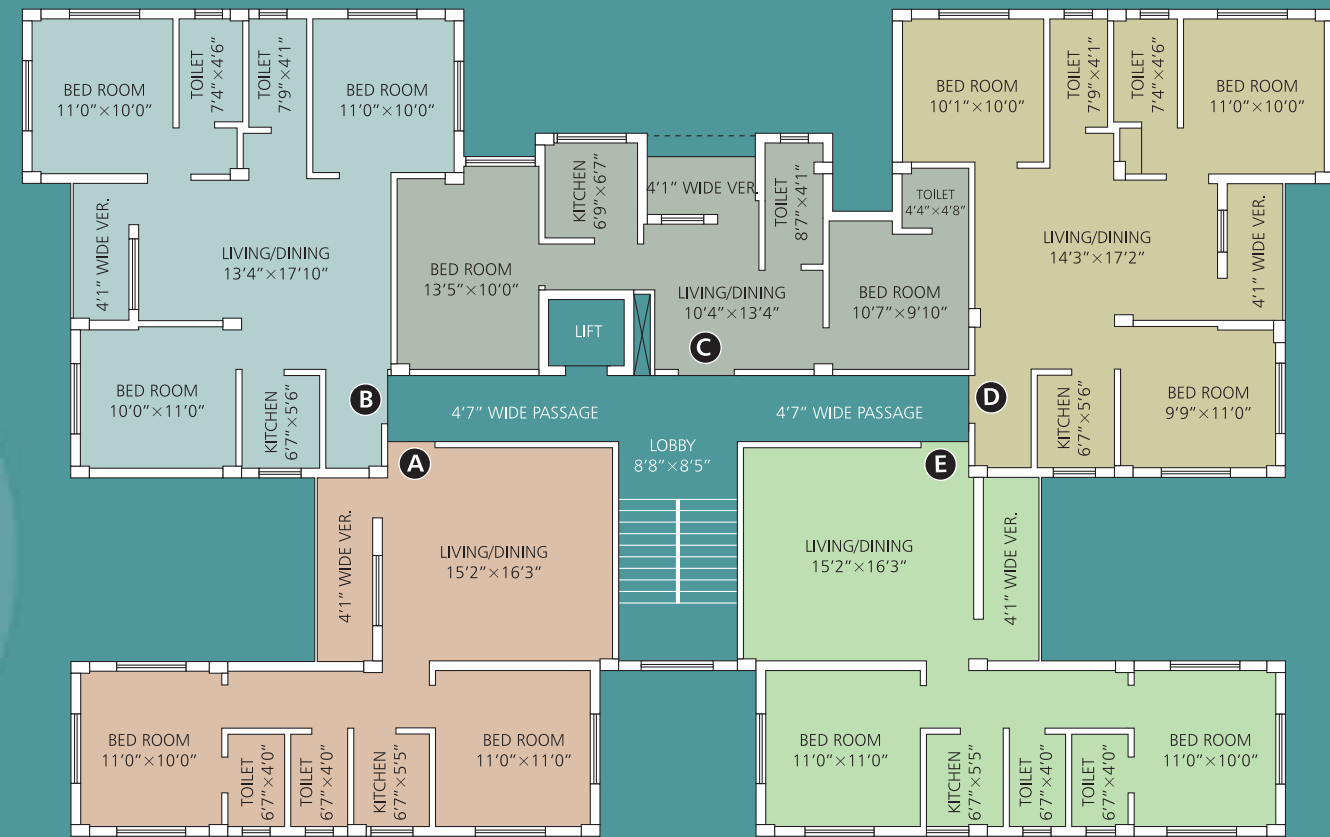 BED ROOM
11'0"×10'0"
TOILET
7'4"×4'6"
TOILET
7'9"×4'1"
BED ROOM
11'0"×10'0"
4'1" WIDE VER.
LIVING/DINING
13'4"×17'10"
BED ROOM
10'0"×11'0"
KITCHEN
6'7"×5'6"
B
BED ROOM
13'5"×10'0"
KITCHEN
6'9"×6'7"
4'1" WIDE VER.
TOILET
8'7"×4'1"
TOILET
4'4"×4'8"
LIVING/DINING
10'4"×13'4"
BED ROOM
10'7"×9'10"
LIFT
C
BED ROOM
10'1"×10'0"
TOILET
7'9"×4'1"
TOILET
7'4"×4'6"
BED ROOM
11'0"×10'0"
LIVING/DINING
14'3"×17'2"
4'1" WIDE VER.
D
KITCHEN
6'7"×5'6"
BED ROOM
9'9"×11'0"
4'7" WIDE PASSAGE
4'7" WIDE PASSAGE
LOBBY
8'8"×8'5"
A
4'1" WIDE VER.
LIVING/DINING
15'2"×16'3"
BED ROOM
11'0"×10'0"
TOILET
6'7"×4'0"
TOILET
6'7"×4'0"
KITCHEN
6'7"×5'5"
BED ROOM
11'0"×11'0"
E
LIVING/DINING
15'2"×16'3"
4'1" WIDE VER.
BED ROOM
11'0"×11'0"
KITCHEN
6'7"×5'5"
TOILET
6'7"×4'0"
TOILET
6'7"×4'0"
BED ROOM
11'0"×10'0"